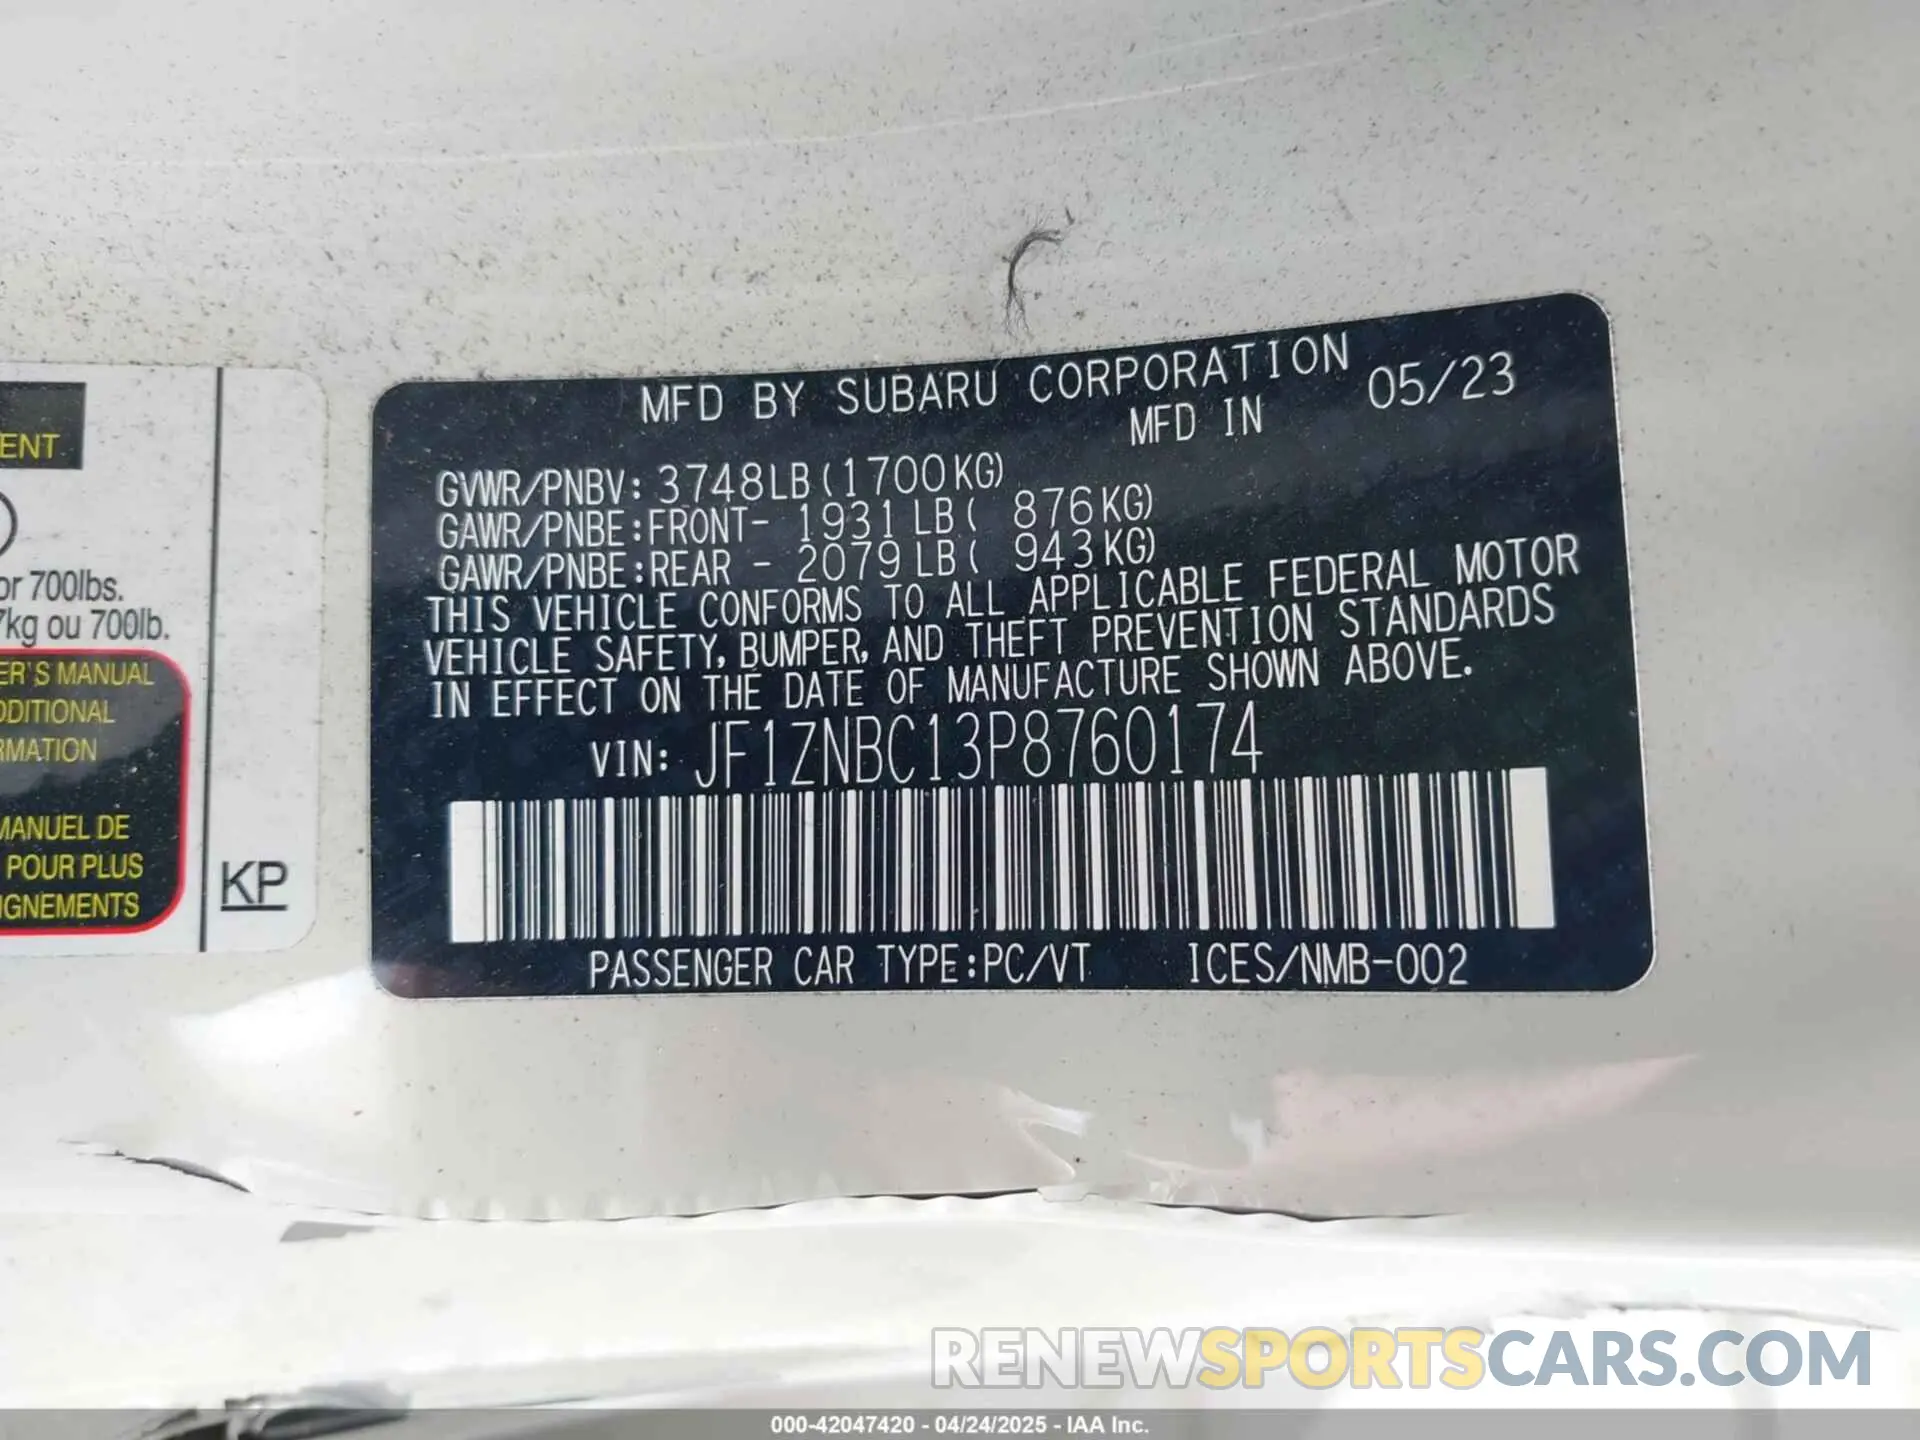 MFD BY SUBARU CORPORATION 05/23
MFD IN
GVWR/PNBV: 3748LB(1700KG)
GAWR/PNBE:FRONT- 1931LB( 876KG)
GAWR/PNBE:REAR - 2079LB( 943KG)
THIS VEHICLE CONFORMS TO ALL APPLICABLE FEDERAL MOTOR
VEHICLE SAFETY, BUMPER, AND THEFT PREVENTION STANDARDS
IN EFFECT ON THE DATE OF MANUFACTURE SHOWN ABOVE.
VIN: JF1ZNBC13P8760174
PASSENGER CAR TYPE:PC/VT ICES/NMB-002
ENT
or 700lbs.
7kg ou 700lb.
ER'S MANUAL
DDITIONAL
RMATION
MANUEL DE
POUR PLUS
IGNEMENTS
KP
RENEWSPORTSCARS.COM
000-42047420 - 04/24/2025 - IAA Inc.